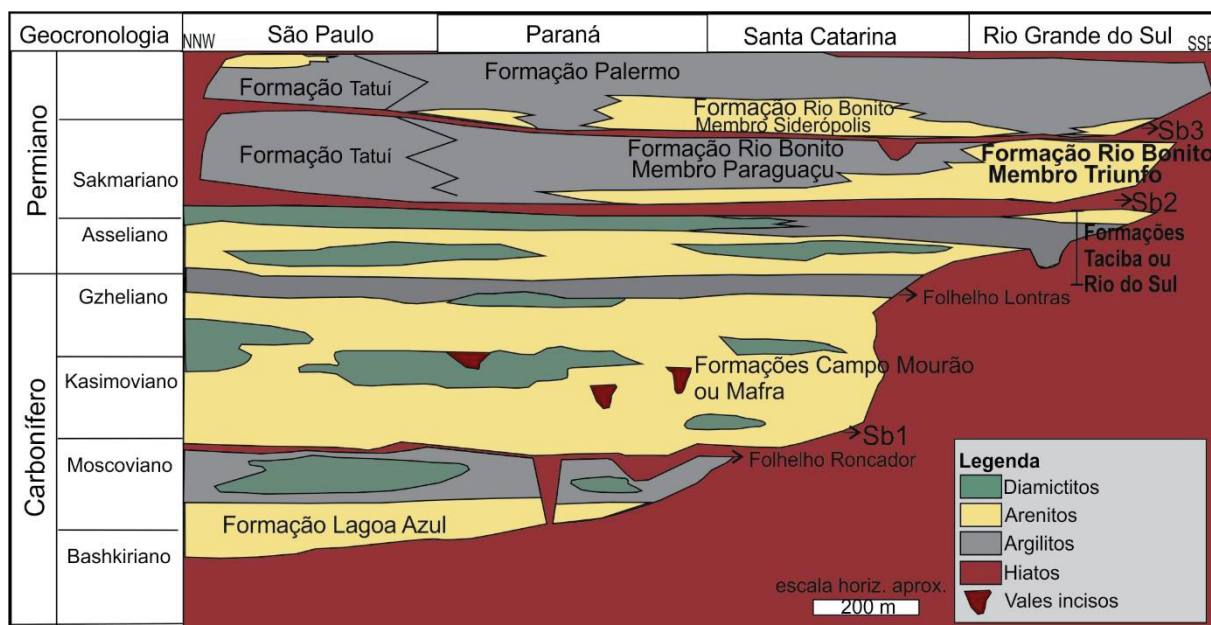 Geocronologia
NNW
São Paulo
Paraná
Santa Catarina
Rio Grande do Sul
SSE
Permiano
Sakmariano
Asseliano
Carbonífero
Gzheliano
Kasimoviano
Moscoviano
Bashkiriano
Formação Tatuí
Formação Palermo
Formação Rio Bonito
Membro Siderópolis
Sb3
Formação Tatuí
Formação Rio Bonito
Membro Paraguaçu
Formação Rio Bonito
Membro Triunfo
Sb2
Formações
Taciba ou
Rio do Sul
Folhelho Lontras
Formações Campo Mourão
ou Mafra
Sb1
Folhelho Roncador
Formação Lagoa Azul
escala horiz. aprox.
200 m
Legenda
Diamictitos
Arenitos
Argilitos
Hiatos
Vales incisos